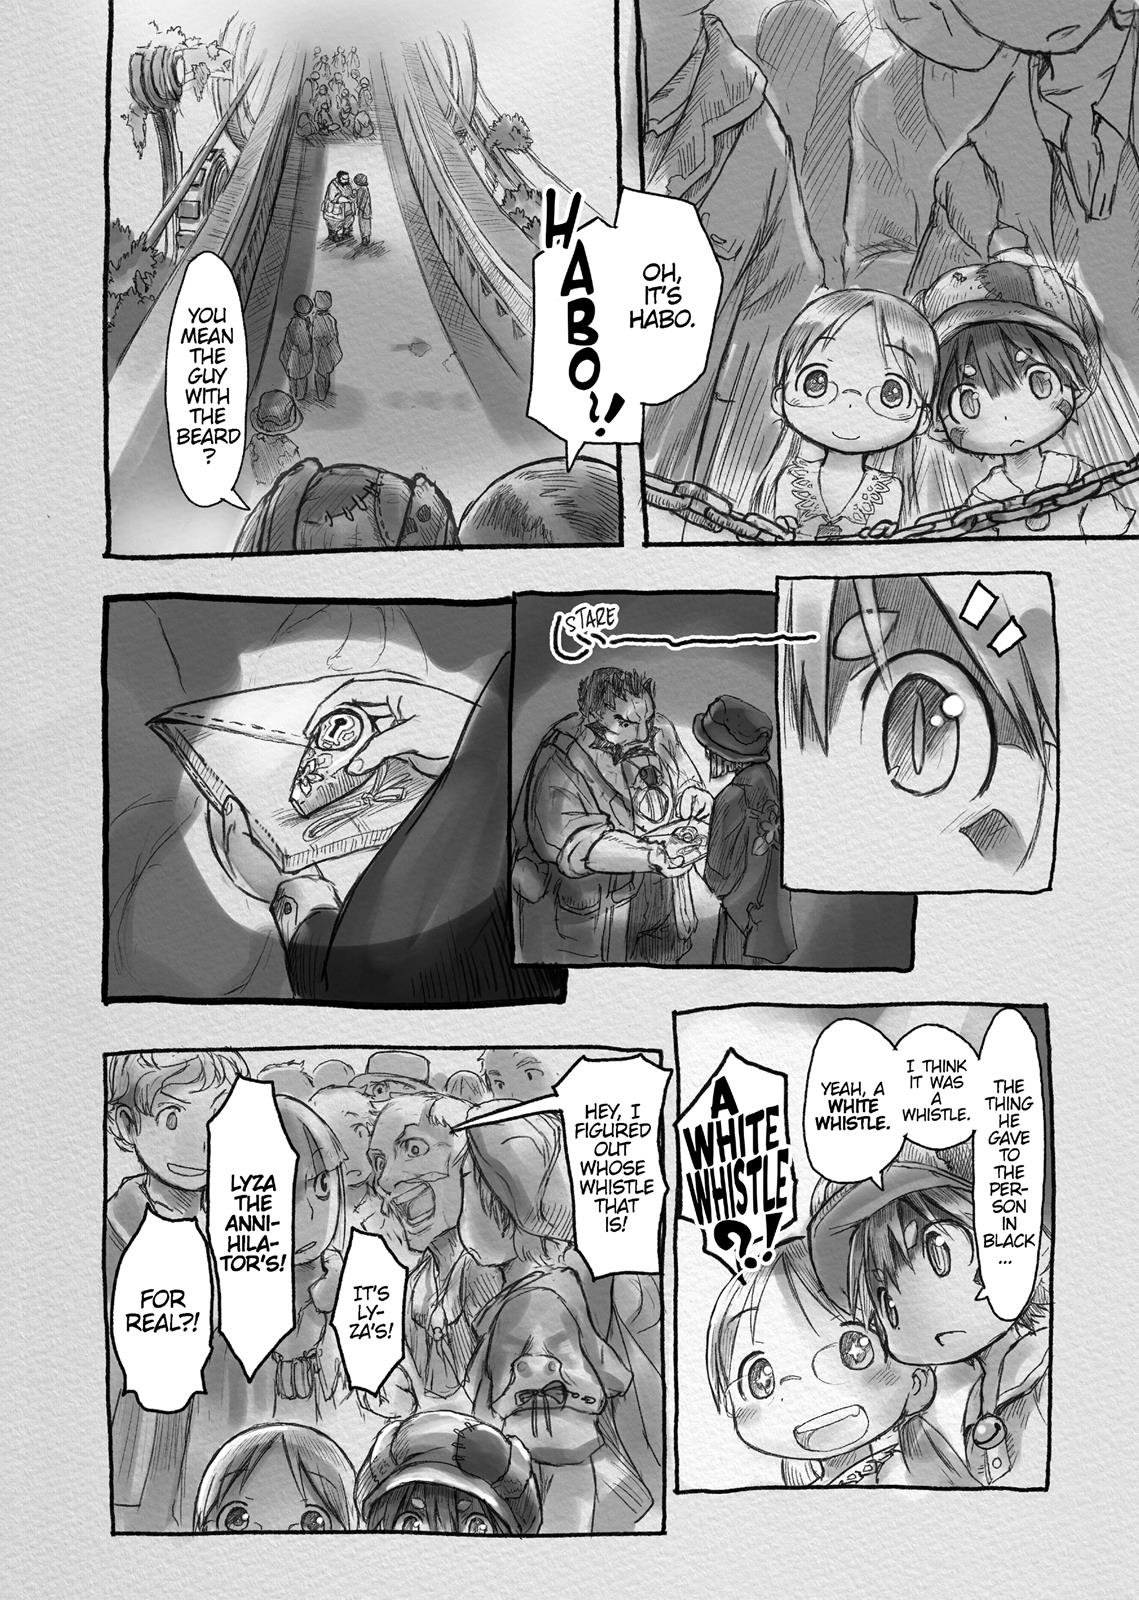 OH,
IT'S
HABO.
HABO~!
YOU
MEAN
THE
GUY
WITH
THE
BEARD
?
STARE
THE
THING
HE
GAVE
TO THE
PER-
SON
IN
BLACK
...
I THINK
IT WAS
A
WHISTLE.
YEAH, A
WHITE
WHISTLE.
A
WHITE
WHISTLE
?-!
HEY, I
FIGURED
OUT
WHOSE
WHISTLE
THAT
IS!
IT'S
LY-
ZA'S!
LYZA
THE
ANNI-
HILA-
TOR'S!
FOR
REAL?!